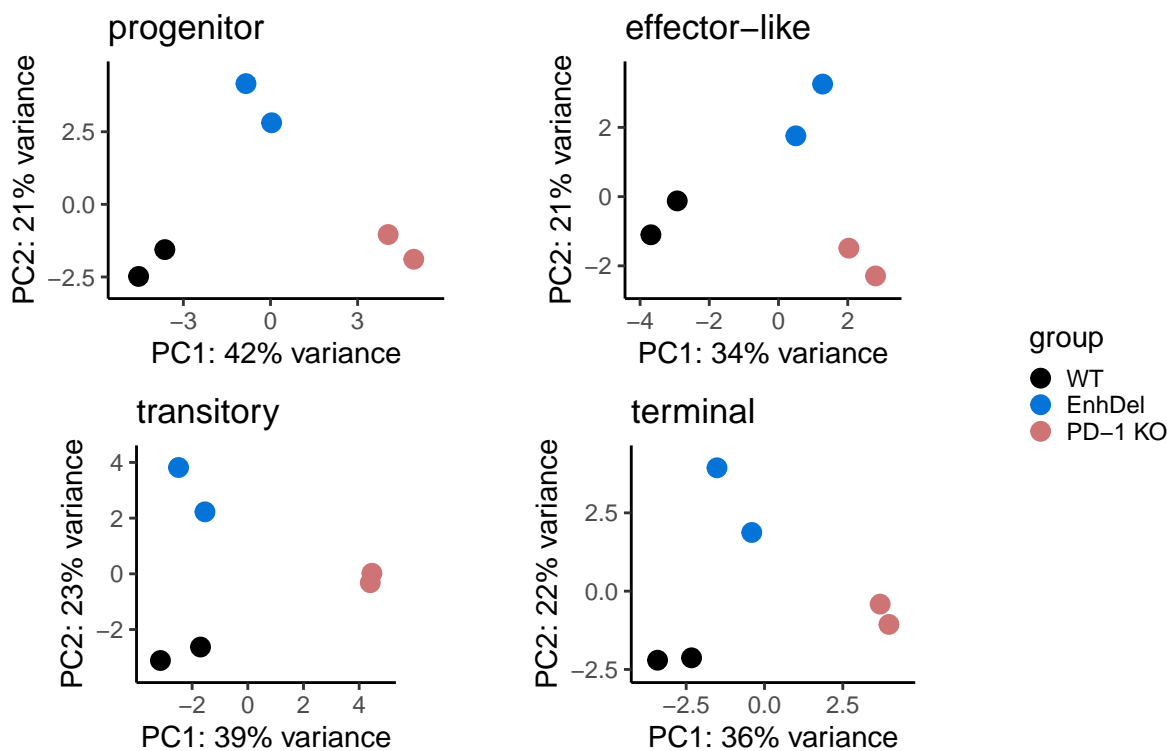 progenitor
PC2: 21% variance
2.5
0.0
−2.5
−3
0
3
PC1: 42% variance
effector−like
PC2: 21% variance
2
0
−2
−4
−2
0
2
PC1: 34% variance
transitory
PC2: 23% variance
4
2
0
−2
−2
0
2
4
PC1: 39% variance
terminal
PC2: 22% variance
2.5
0.0
−2.5
−2.5
0.0
2.5
PC1: 36% variance
group
WT
EnhDel
PD−1 KO